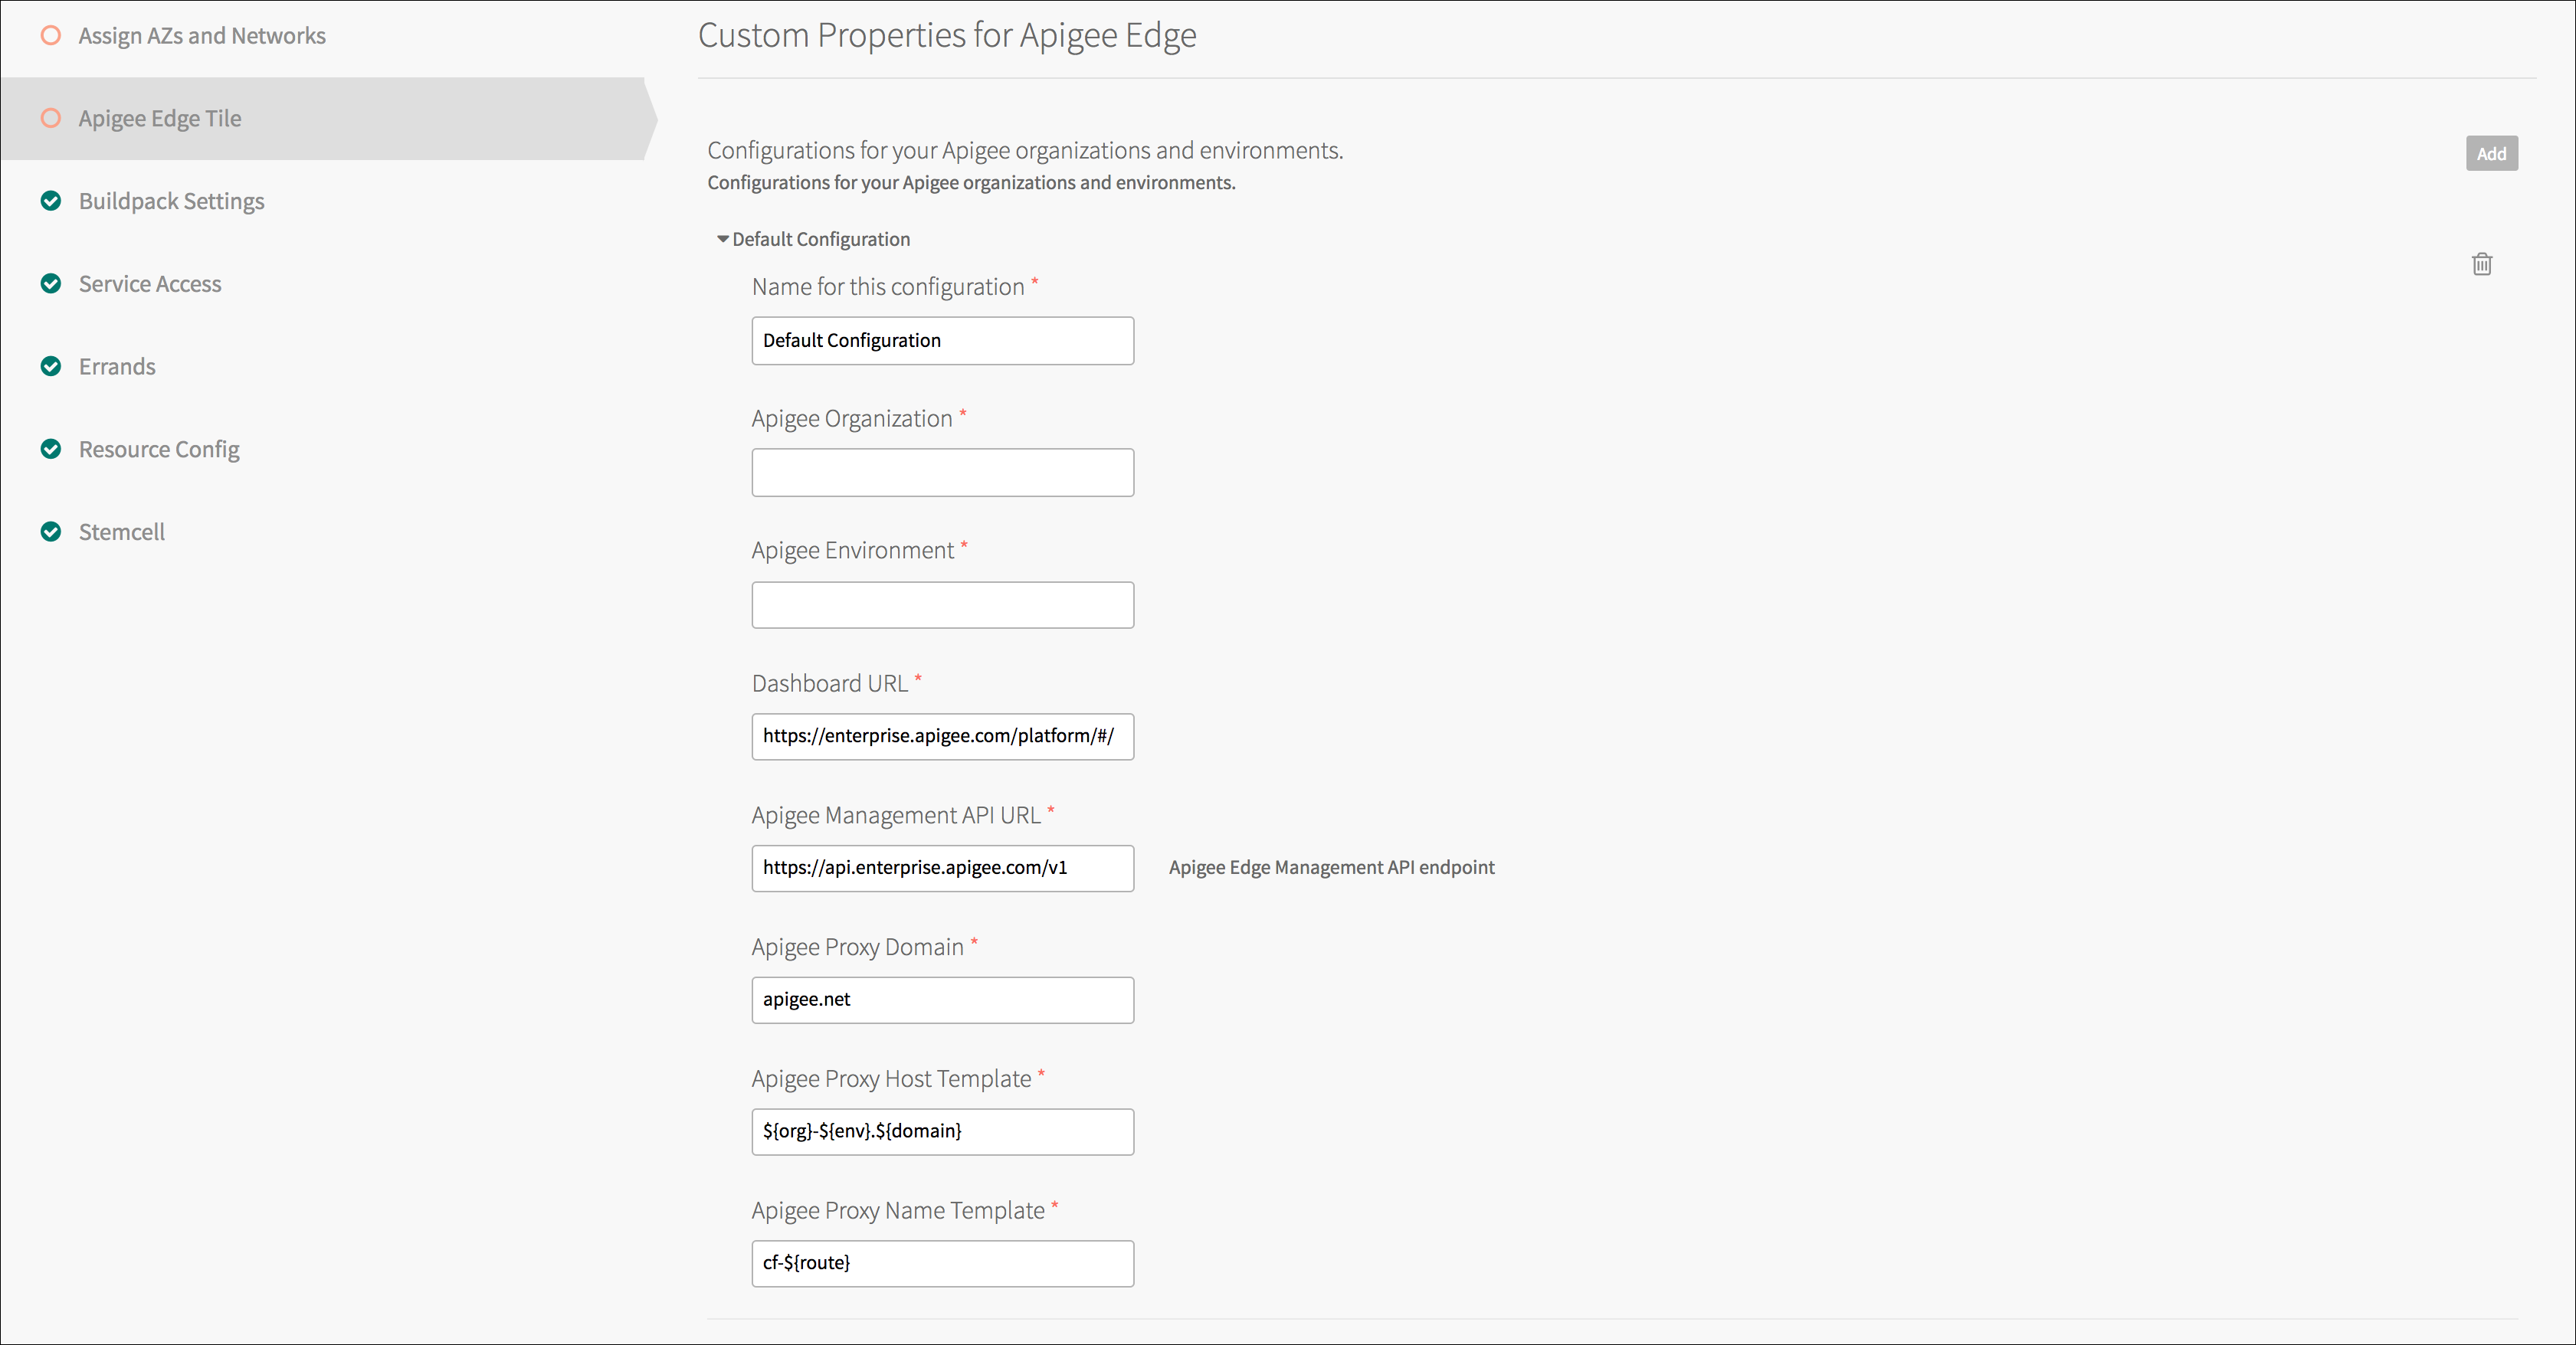 Assign AZs and Networks
Apigee Edge Tile
Buildpack Settings
Service Access
Errands
Resource Config
Stemcell
Custom Properties for Apigee Edge
Configurations for your Apigee organizations and environments.
Add
Configurations for your Apigee organizations and environments.
Default Configuration
Name for this configuration *
Default Configuration
Apigee Organization *
Apigee Environment *
Dashboard URL *
https://enterprise.apigee.com/platform/#/
Apigee Management API URL *
https://api.enterprise.apigee.com/v1
Apigee Edge Management API endpoint
Apigee Proxy Domain *
apigee.net
Apigee Proxy Host Template *
${org}-${env}.${domain}
Apigee Proxy Name Template *
cf-${route}